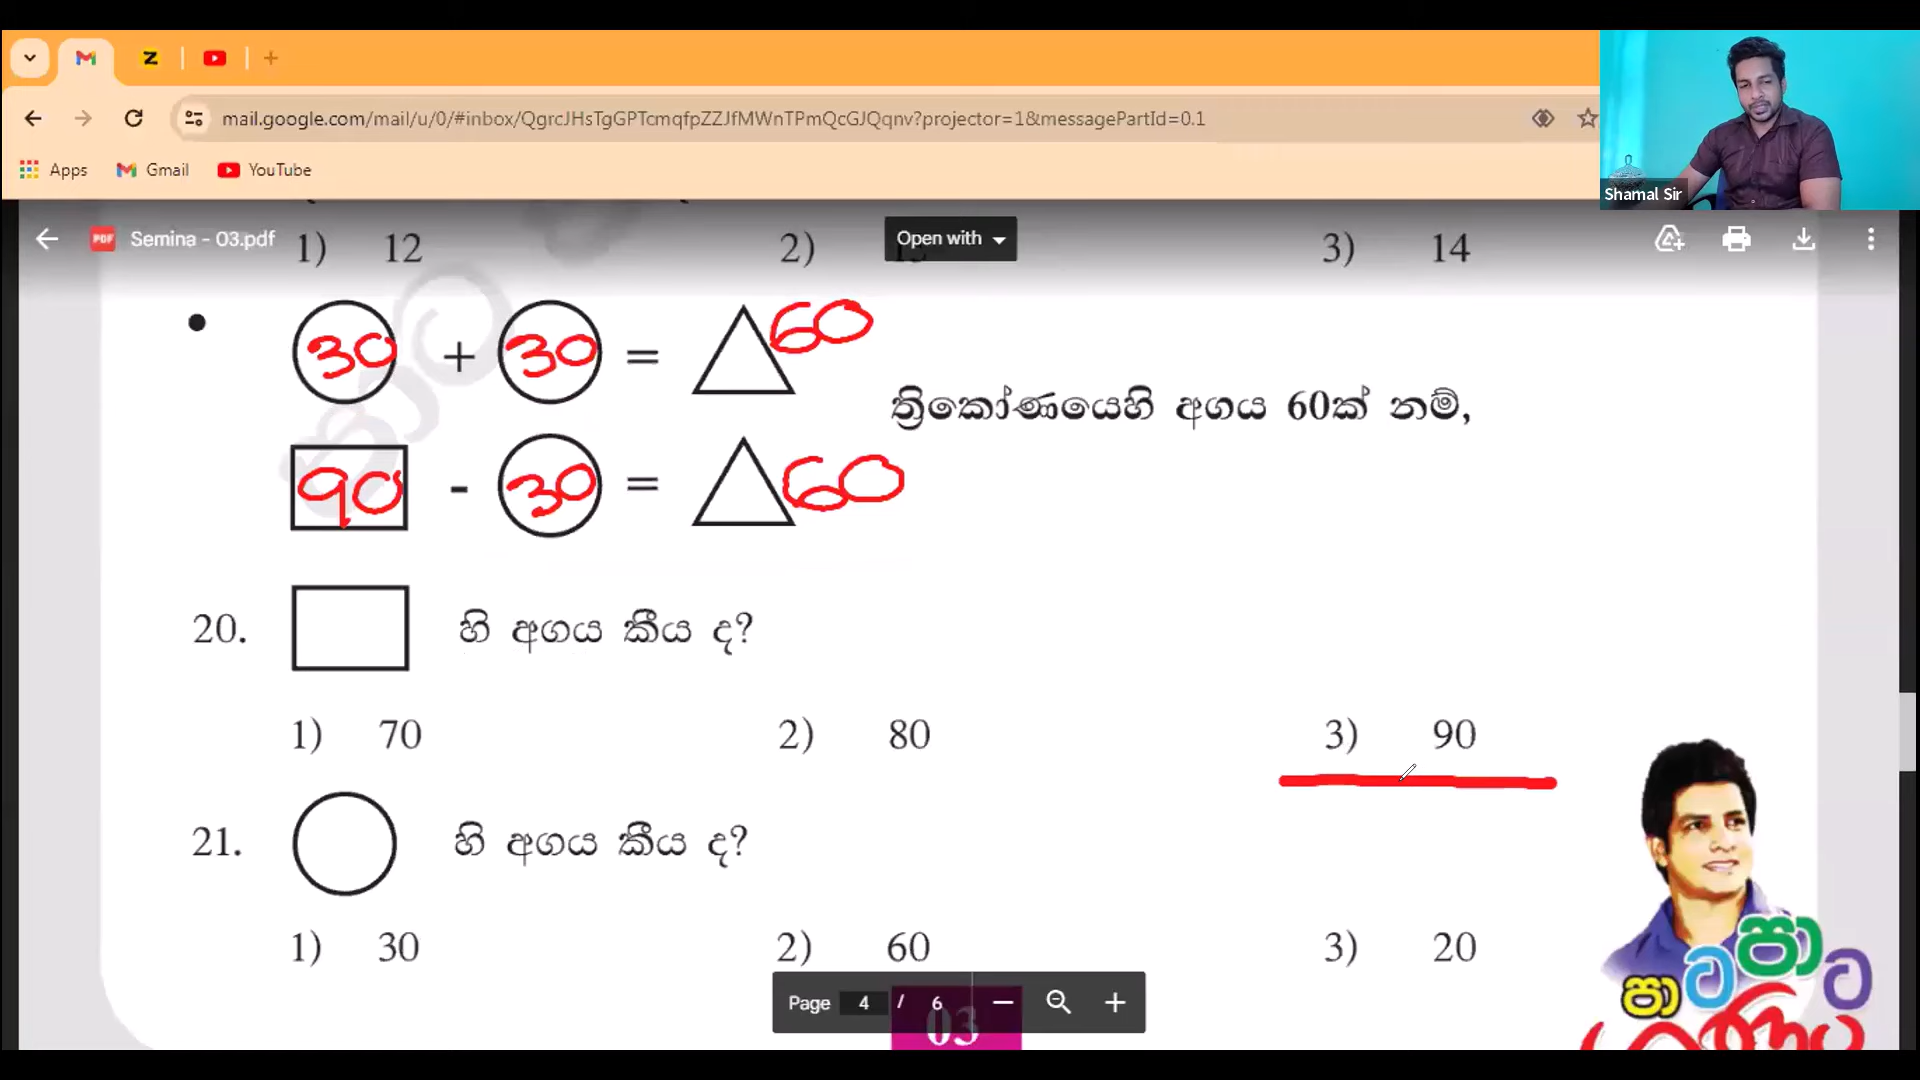 mail.google.com/mail/u/0/#inbox/QgrcJHsTgGPTcmqfpZZJfMWnTPmQcGJQqnv?projector=1&messagePartId=0.1
Apps Gmail YouTube
Shamal Sir
PDF Semina - 03.pdf Open with
1) 12 2) 3) 14
30 + 30 = 60
ත්‍රිකෝණයෙහි අගය 60ක් නම්,
90 - 30 = 60
20. හි අගය කීය ද?
1) 70 2) 80 3) 90
21. හි අගය කීය ද?
1) 30 2) 60 3) 20
Page 4 / 6
03
පාට පාට